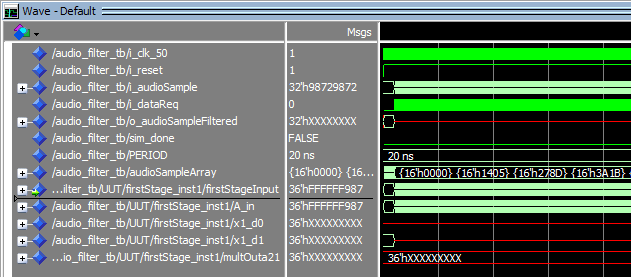 Wave - Default
Msgs
/audio_filter_tb/i_clk_50 1
/audio_filter_tb/i_reset 1
/audio_filter_tb/i_audioSample 32'h98729872
/audio_filter_tb/i_dataReq 0
/audio_filter_tb/o_audioSampleFiltered 32'hXXXXXXXX
/audio_filter_tb/sim_done FALSE
/audio_filter_tb/PERIOD 20 ns 20 ns
/audio_filter_tb/audioSampleArray {16'h0000} {16... {16'h0000} {16'h1405} {16'h278D} {16'h3A1B} {16'h
...ilter_tb/UUT/firstStage_inst1/firstStageInput 36'hFFFFFF987
/audio_filter_tb/UUT/firstStage_inst1/A_in 36'hFFFFFF987
/audio_filter_tb/UUT/firstStage_inst1/x1_d0 36'hXXXXXXXXX
/audio_filter_tb/UUT/firstStage_inst1/x1_d1 36'hXXXXXXXXX
...io_filter_tb/UUT/firstStage_inst1/multOuta21 36'hXXXXXXXXX 36'hXXXXXXXXX